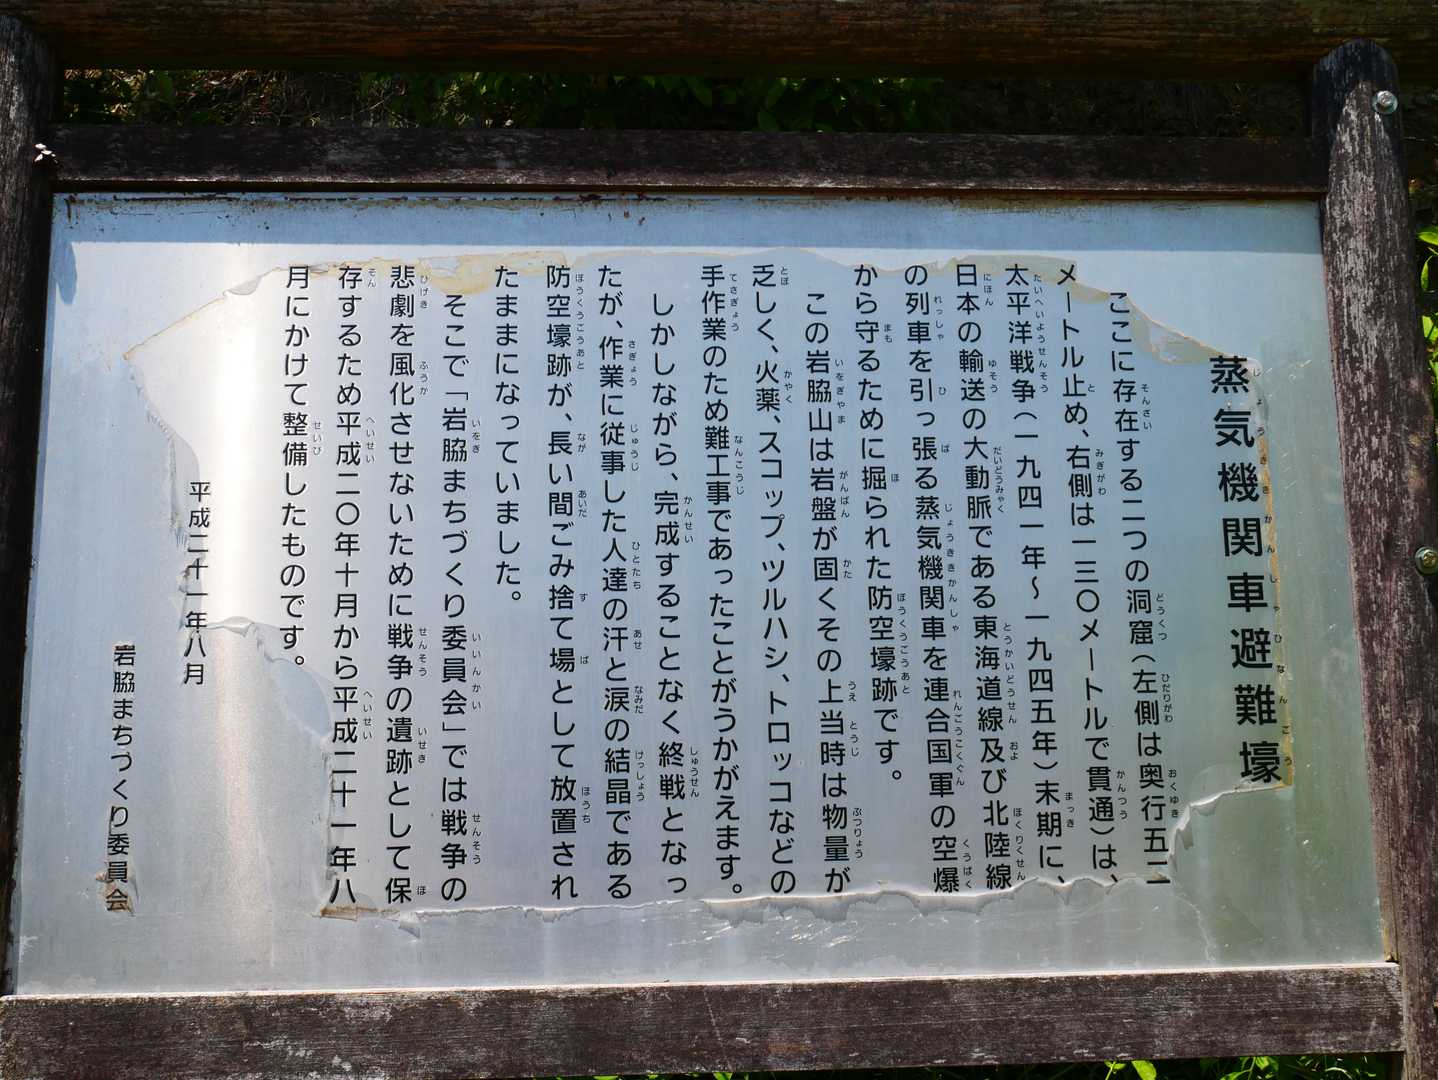 蒸気機関車避難壕
ここに存在する二つの洞窟(左側は奥行五二
メートル止め、右側は一三〇メートルで貫通)は、
太平洋戦争(一九四一年~一九四五年)末期に、
日本の輸送の大動脈である東海道線及び北陸線
の列車を引っ張る蒸気機関車を連合国軍の空爆
から守るために掘られた防空壕跡です。
この岩脇山は岩盤が固くその上当時は物量が
乏しく、火薬、スコップ、ツルハシ、トロッコなどの
手作業のため難工事であったことがうかがえます。
しかしながら、完成することなく終戦となっ
たが、作業に従事した人達の汗と涙の結晶である
防空壕跡が、長い間ごみ捨て場として放置され
たままになっていました。
そこで「岩脇まちづくり委員会」では戦争の
悲劇を風化させないために戦争の遺跡として保
存するため平成二〇年十月から平成二十一年八
月にかけて整備したものです。
平成二十一年八月
岩脇まちづくり委員会